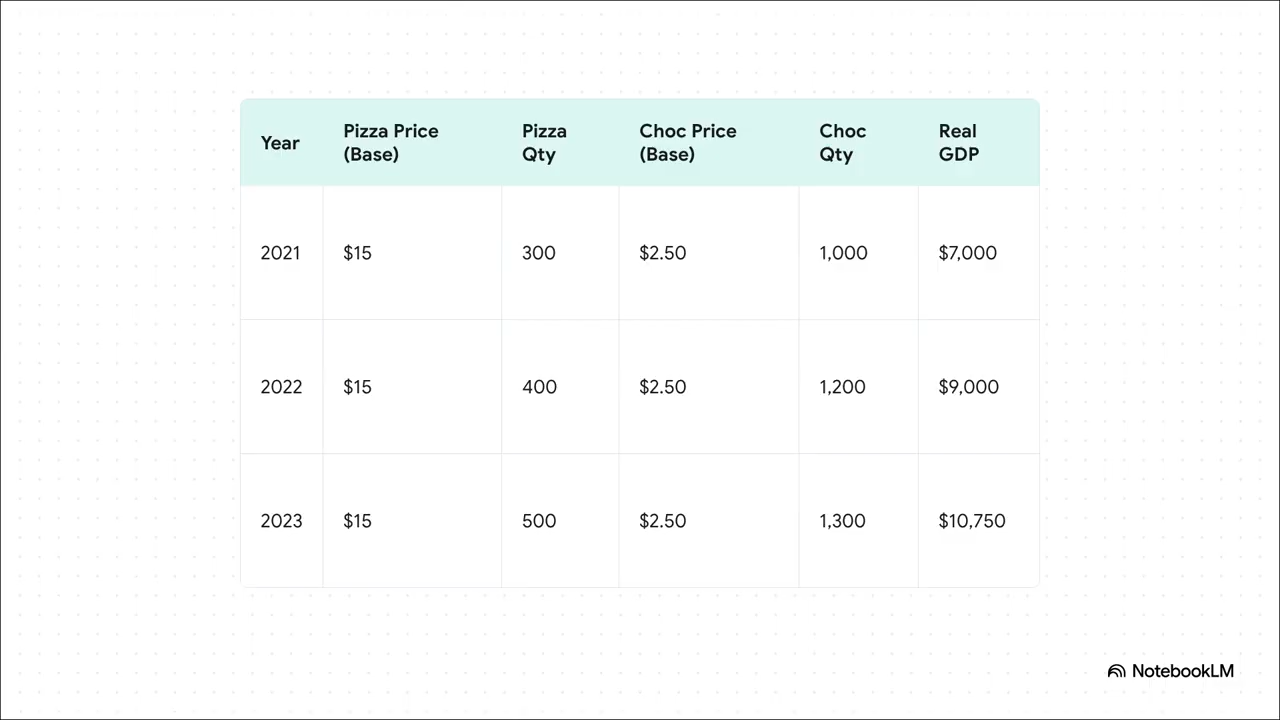 Year Pizza Price (Base) Pizza Qty Choc Price (Base) Choc Qty Real GDP
2021 $15 300 $2.50 1,000 $7,000
2022 $15 400 $2.50 1,200 $9,000
2023 $15 500 $2.50 1,300 $10,750
NotebookLM